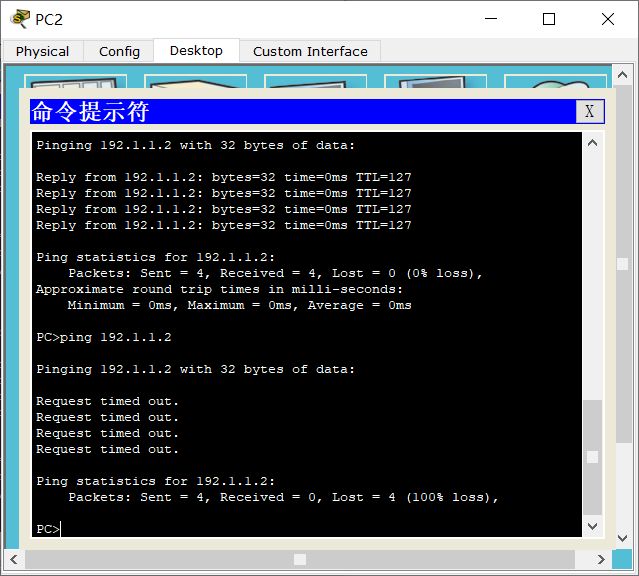 PC2
Physical Config Desktop Custom Interface
命令提示符 X
Pinging 192.1.1.2 with 32 bytes of data:
Reply from 192.1.1.2: bytes=32 time=0ms TTL=127
Reply from 192.1.1.2: bytes=32 time=0ms TTL=127
Reply from 192.1.1.2: bytes=32 time=0ms TTL=127
Reply from 192.1.1.2: bytes=32 time=0ms TTL=127
Ping statistics for 192.1.1.2:
Packets: Sent = 4, Received = 4, Lost = 0 (0% loss),
Approximate round trip times in milli-seconds:
Minimum = 0ms, Maximum = 0ms, Average = 0ms
PC>ping 192.1.1.2
Pinging 192.1.1.2 with 32 bytes of data:
Request timed out.
Request timed out.
Request timed out.
Request timed out.
Ping statistics for 192.1.1.2:
Packets: Sent = 4, Received = 0, Lost = 4 (100% loss),
PC>